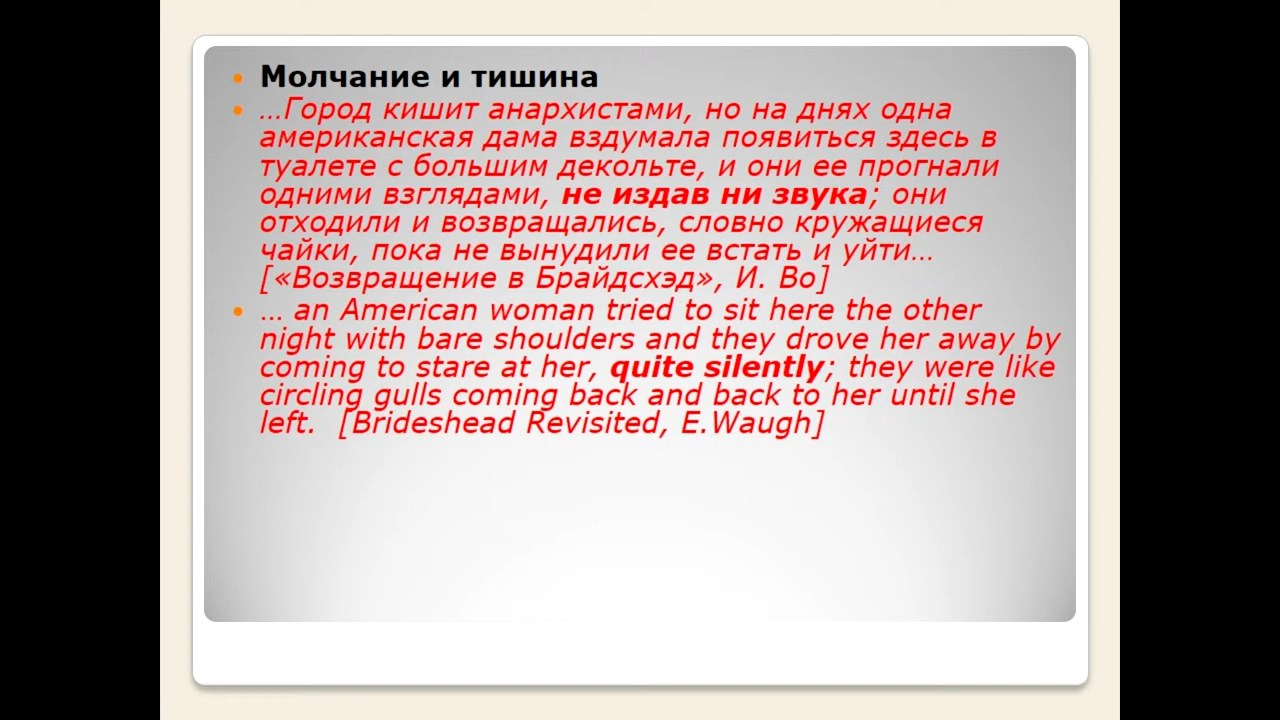 Молчание и тишина
…Город кишит анархистами, но на днях одна
американская дама вздумала появиться здесь в
туалете с большим декольте, и они ее прогнали
одними взглядами, не издав ни звука; они
отходили и возвращались, словно кружащиеся
чайки, пока не вынудили ее встать и уйти…
[«Возвращение в Брайдсхэд», И. Во]
… an American woman tried to sit here the other
night with bare shoulders and they drove her away by
coming to stare at her, quite silently; they were like
circling gulls coming back and back to her until she
left. [Brideshead Revisited, E.Waugh]